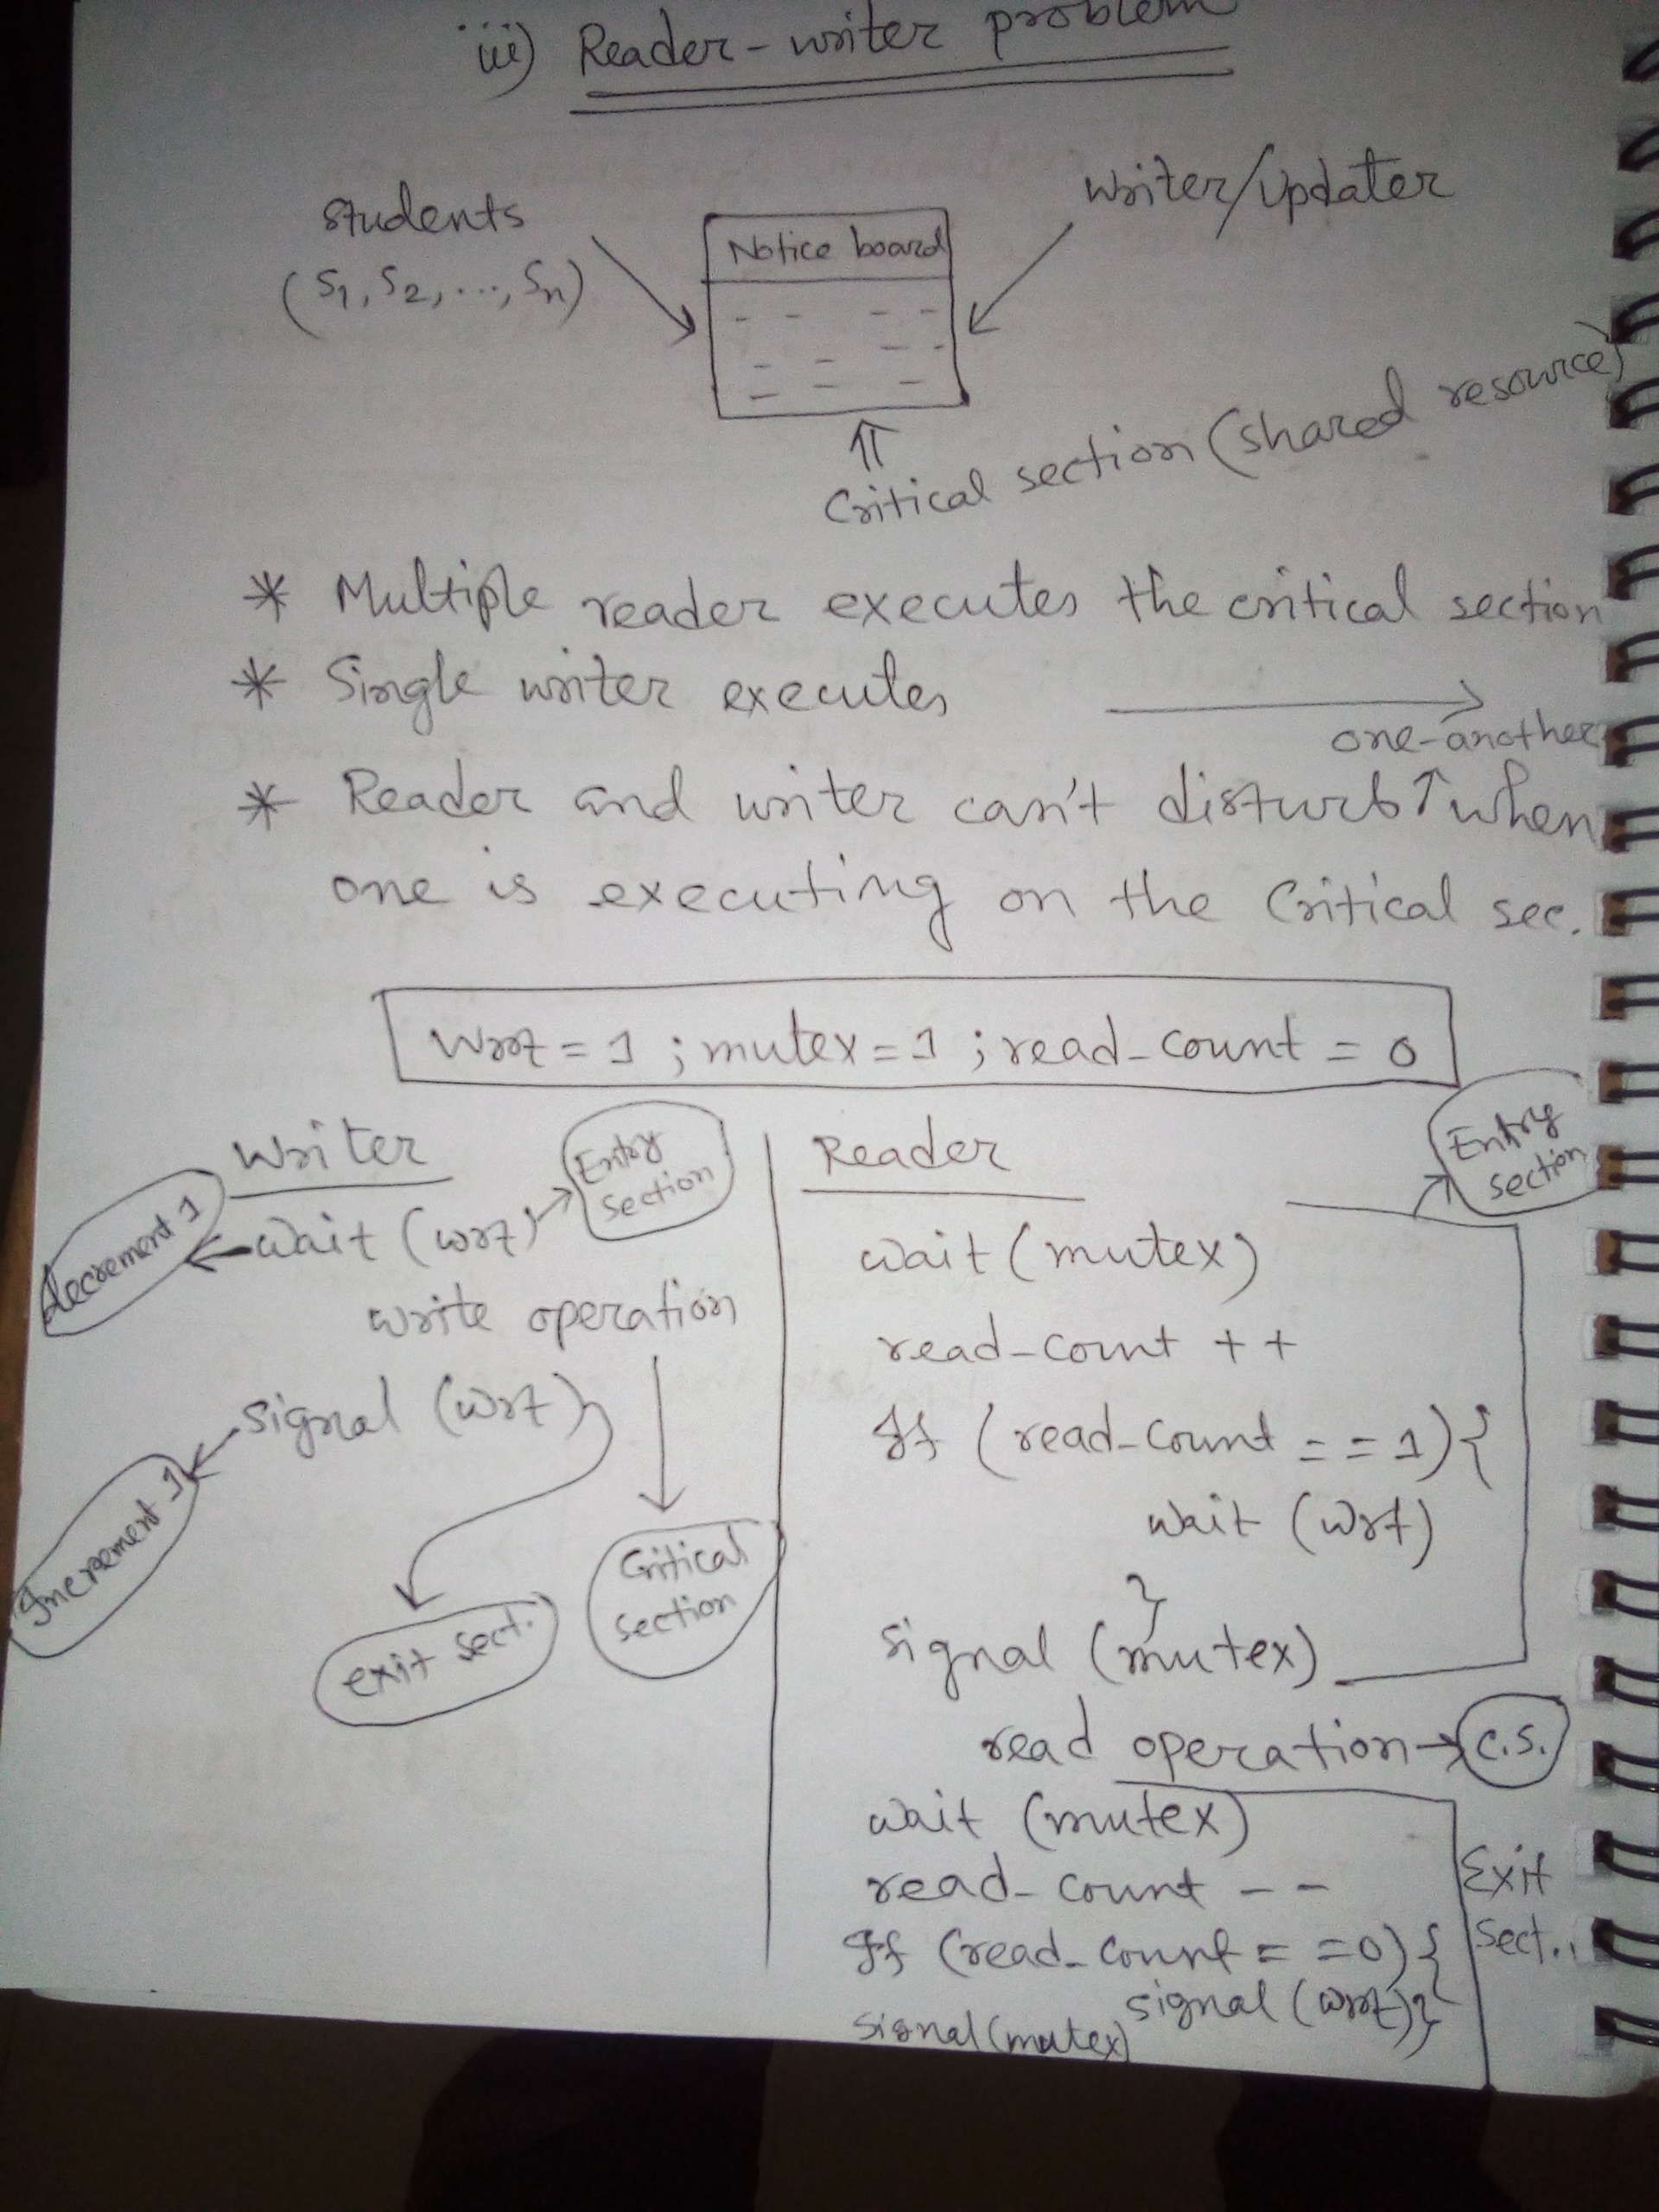 iii) Reader-writer problem
students
(S1, S2, ..., Sn)
Notice board
writer/updater
Critical section (shared resource)
* Multiple reader executes the critical section
* Single writer executes
one-another
* Reader and writer can't disturb ↑ when
one is executing on the Critical sec.
wrt = 1 ; mutex = 1 ; read_count = 0
Writer
Entry
section
decrement 1
wait (wrt)
write operation
signal (wrt)
Increment 1
exit sect.
Critical
section
Reader
Entry
section
wait (mutex)
read_count ++
If (read_count == 1) {
wait (wrt)
}
signal (mutex)
read operation → C.S.
wait (mutex)
read_count --
If (read_count == 0) {
signal (wrt) }
signal (mutex)
Exit
sect.